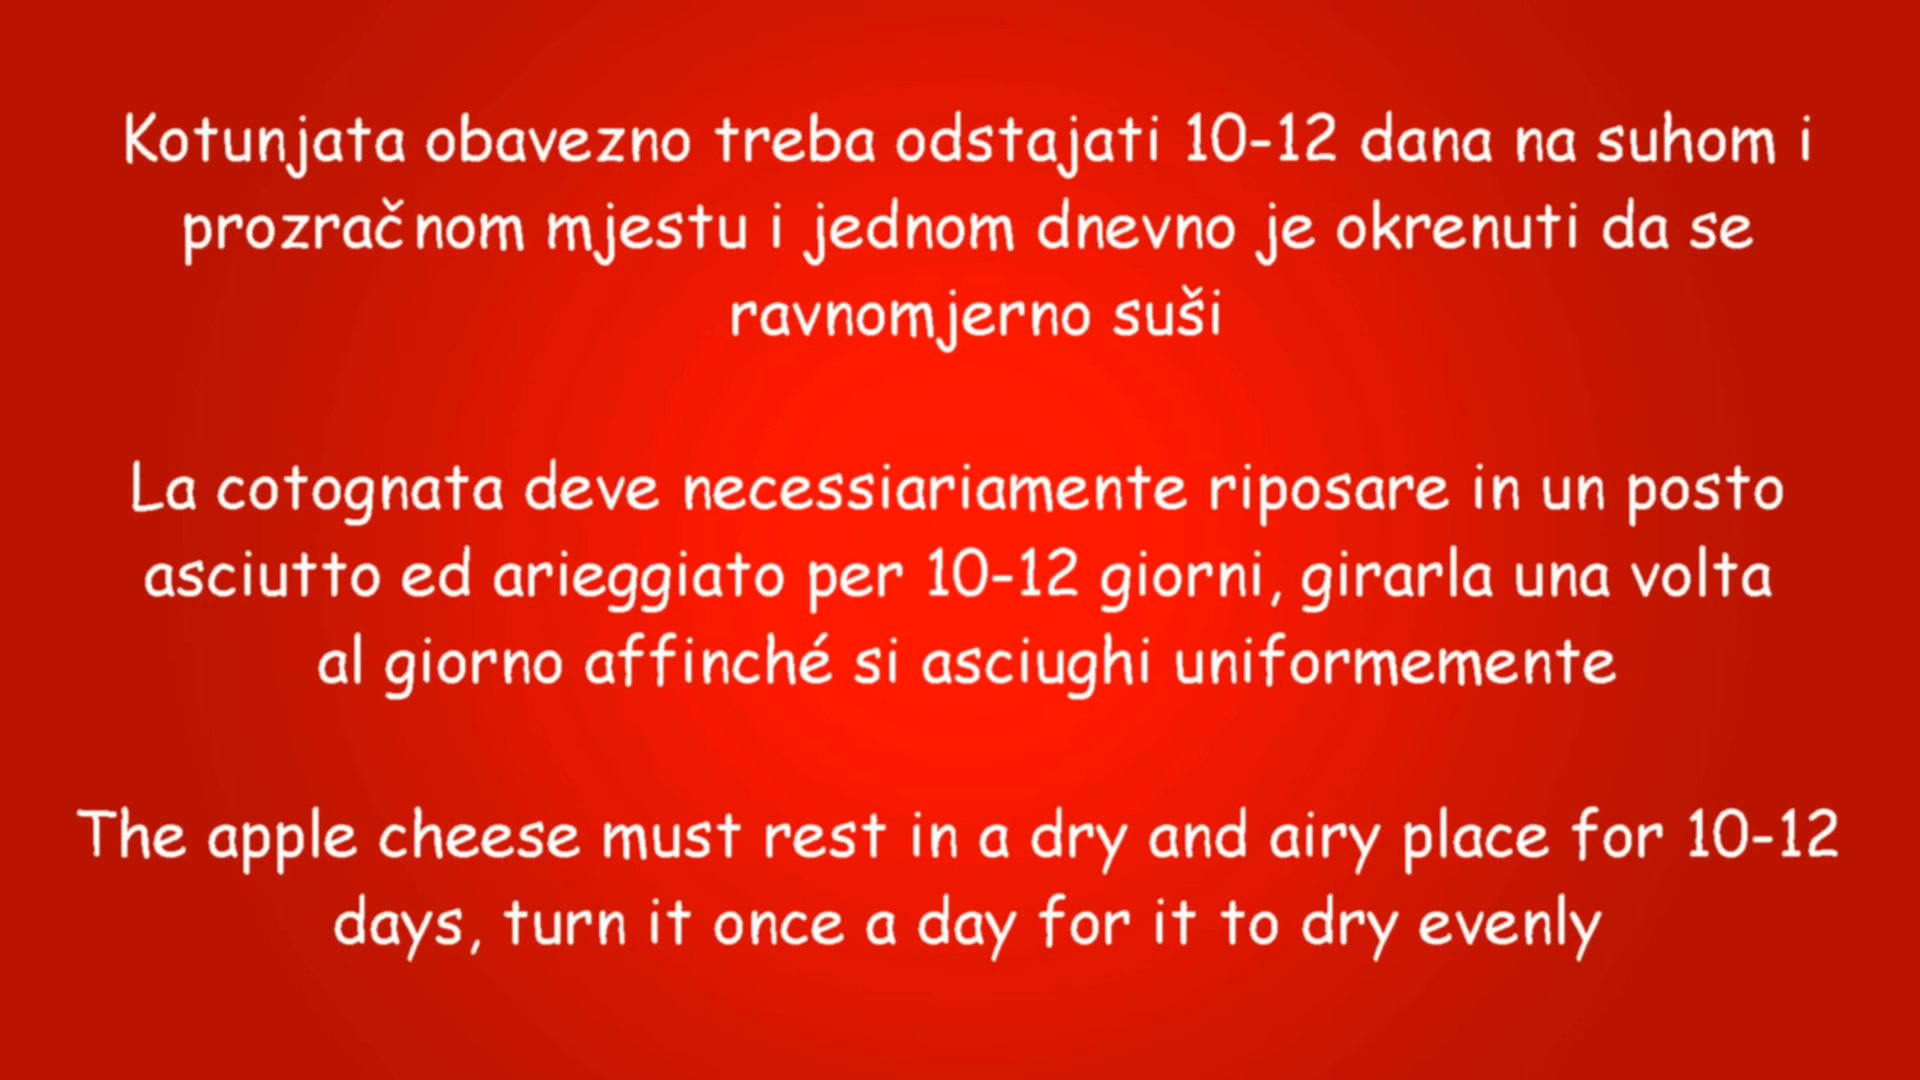 Kotunjata obavezno treba odstajati 10-12 dana na suhom i
prozračnom mjestu i jednom dnevno je okrenuti da se
ravnomjerno suši
La cotognata deve necessiariamente riposare in un posto
asciutto ed arieggiato per 10-12 giorni, girarla una volta
al giorno affinché si asciughi uniformemente
The apple cheese must rest in a dry and airy place for 10-12
days, turn it once a day for it to dry evenly